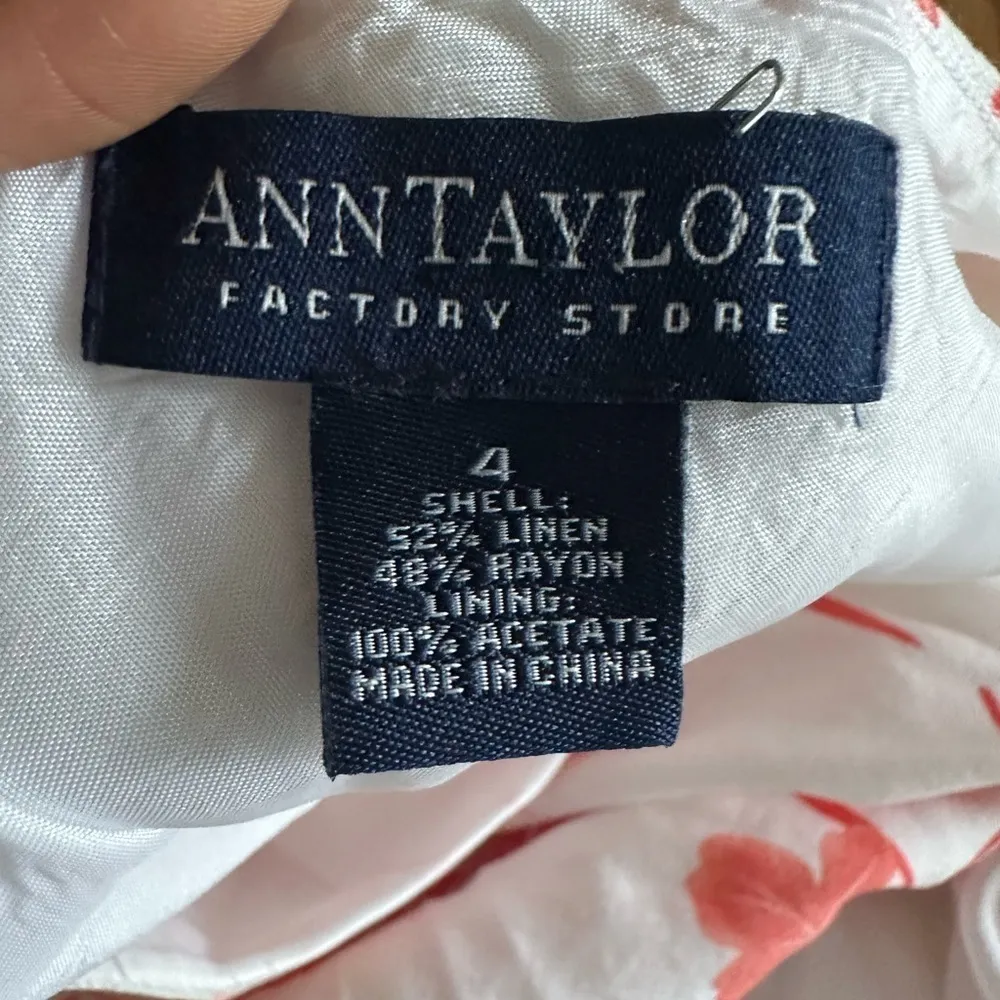 ANNTAYLOR
FACTORY STORE
4
SHELL:
52% LINEN
48% RAYON
LINING:
100% ACETATE
MADE IN CHINA